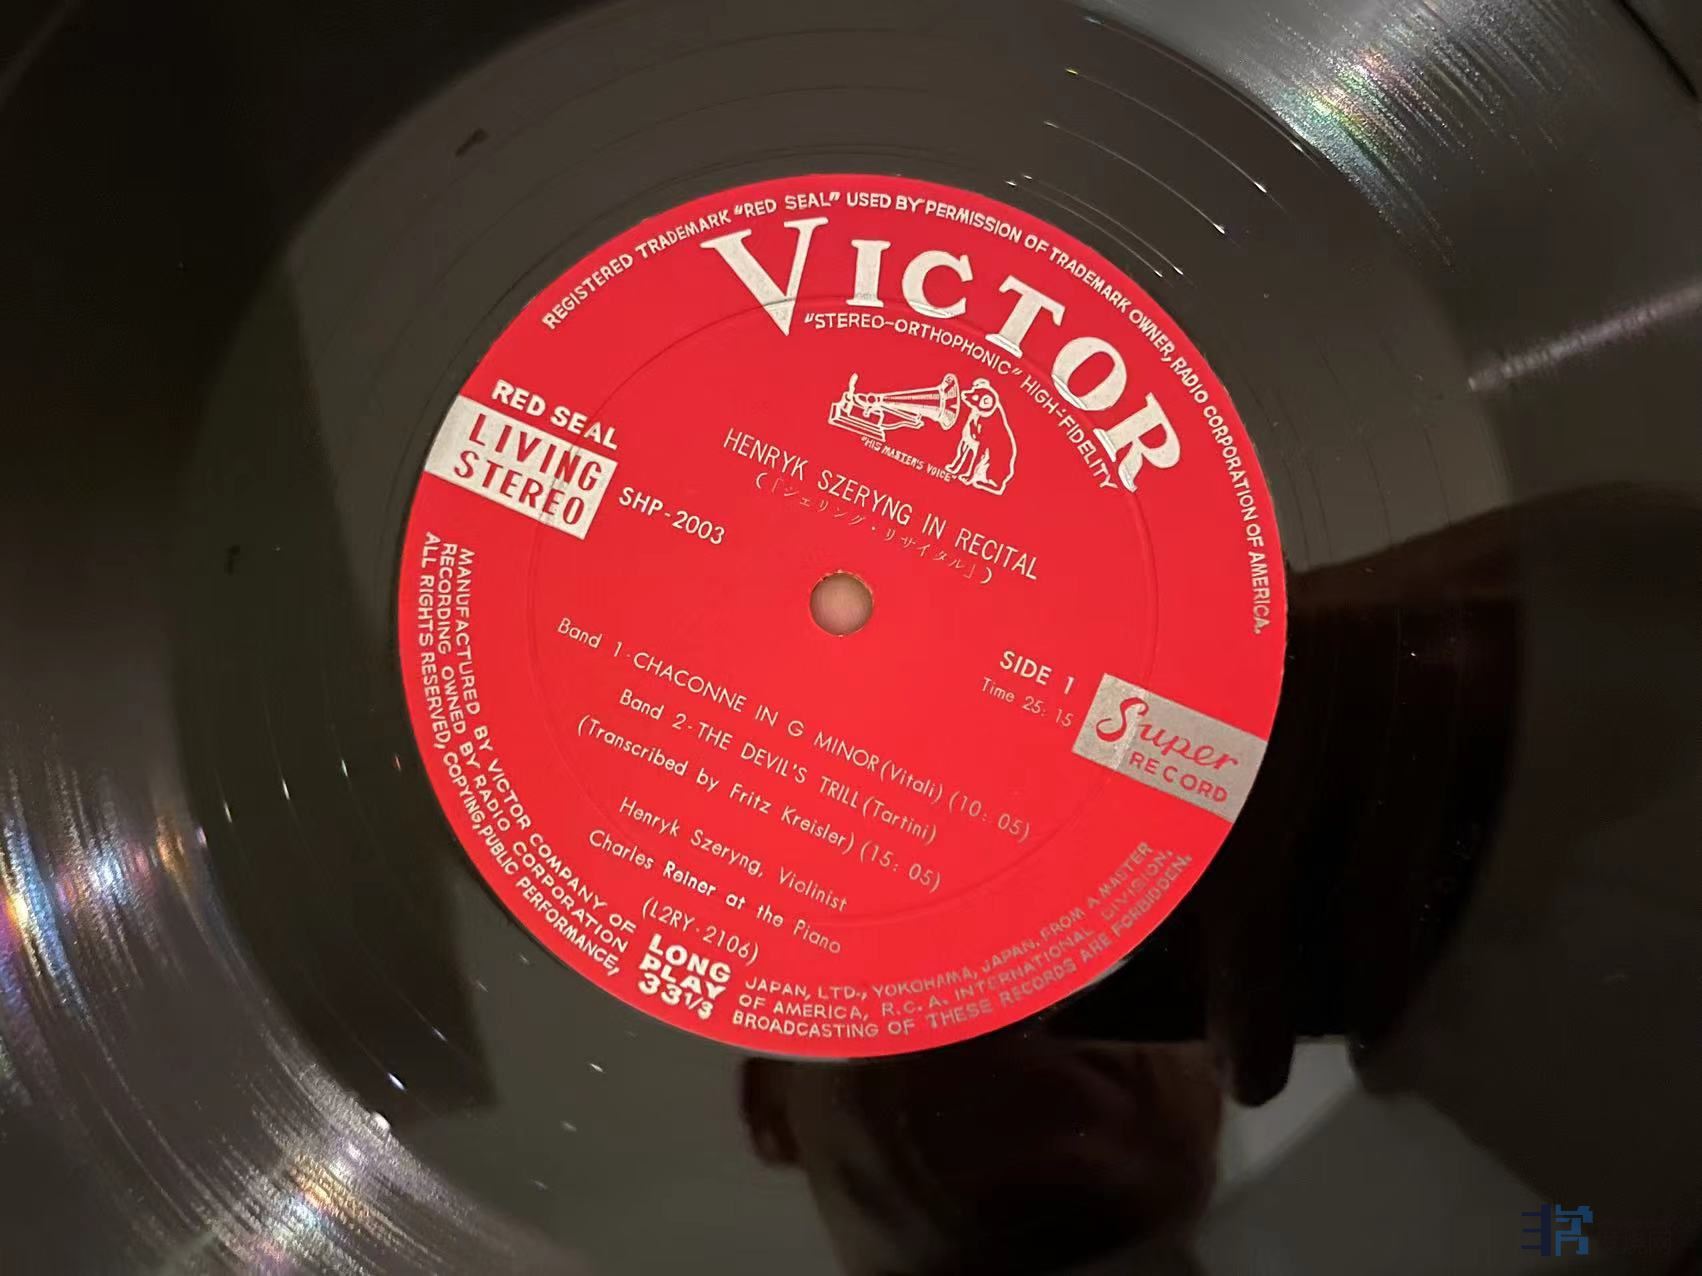 REGISTERED TRADEMARK "RED SEAL" USED BY PERMISSION OF TRADEMARK OWNER, RADIO CORPORATION OF AMERICA.
VICTOR
"STEREO-ORTHOPHONIC" HIGH-FIDELITY
"HIS MASTER'S VOICE"
RED SEAL
LIVING
STEREO
SHP-2003
HENRYK SZERYNG IN RECITAL
(「シェリング・リサイタル」)
SIDE 1
Time 25:15
Super
RECORD
Band 1-CHACONNE IN G MINOR (Vitali) (10:05)
Band 2-THE DEVIL'S TRILL (Tartini)
(Transcribed by Fritz Kreisler) (15:05)
Henryk Szeryng, Violinist
Charles Reiner at the Piano
(L2RY-2106)
LONG
PLAY
33 1/3
MANUFACTURED BY VICTOR COMPANY OF JAPAN, LTD., YOKOHAMA, JAPAN. FROM A MASTER
RECORDING OWNED BY RADIO CORPORATION OF AMERICA, R.C.A. INTERNATIONAL DIVISION.
ALL RIGHTS RESERVED, COPYING, PUBLIC PERFORMANCE, BROADCASTING OF THESE RECORDS ARE FORBIDDEN.